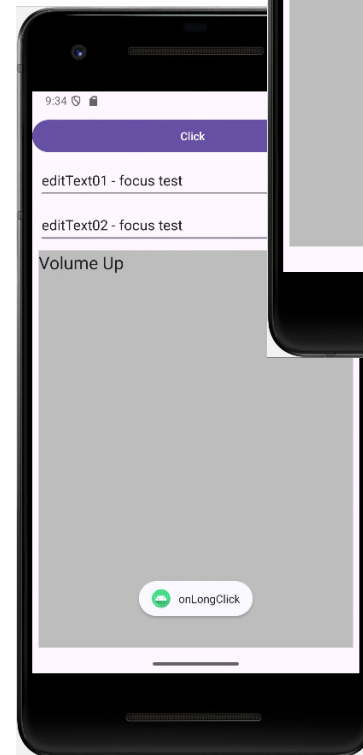 9:34
Click
editText01 - focus test
editText02 - focus test
Volume Up
onLongClick